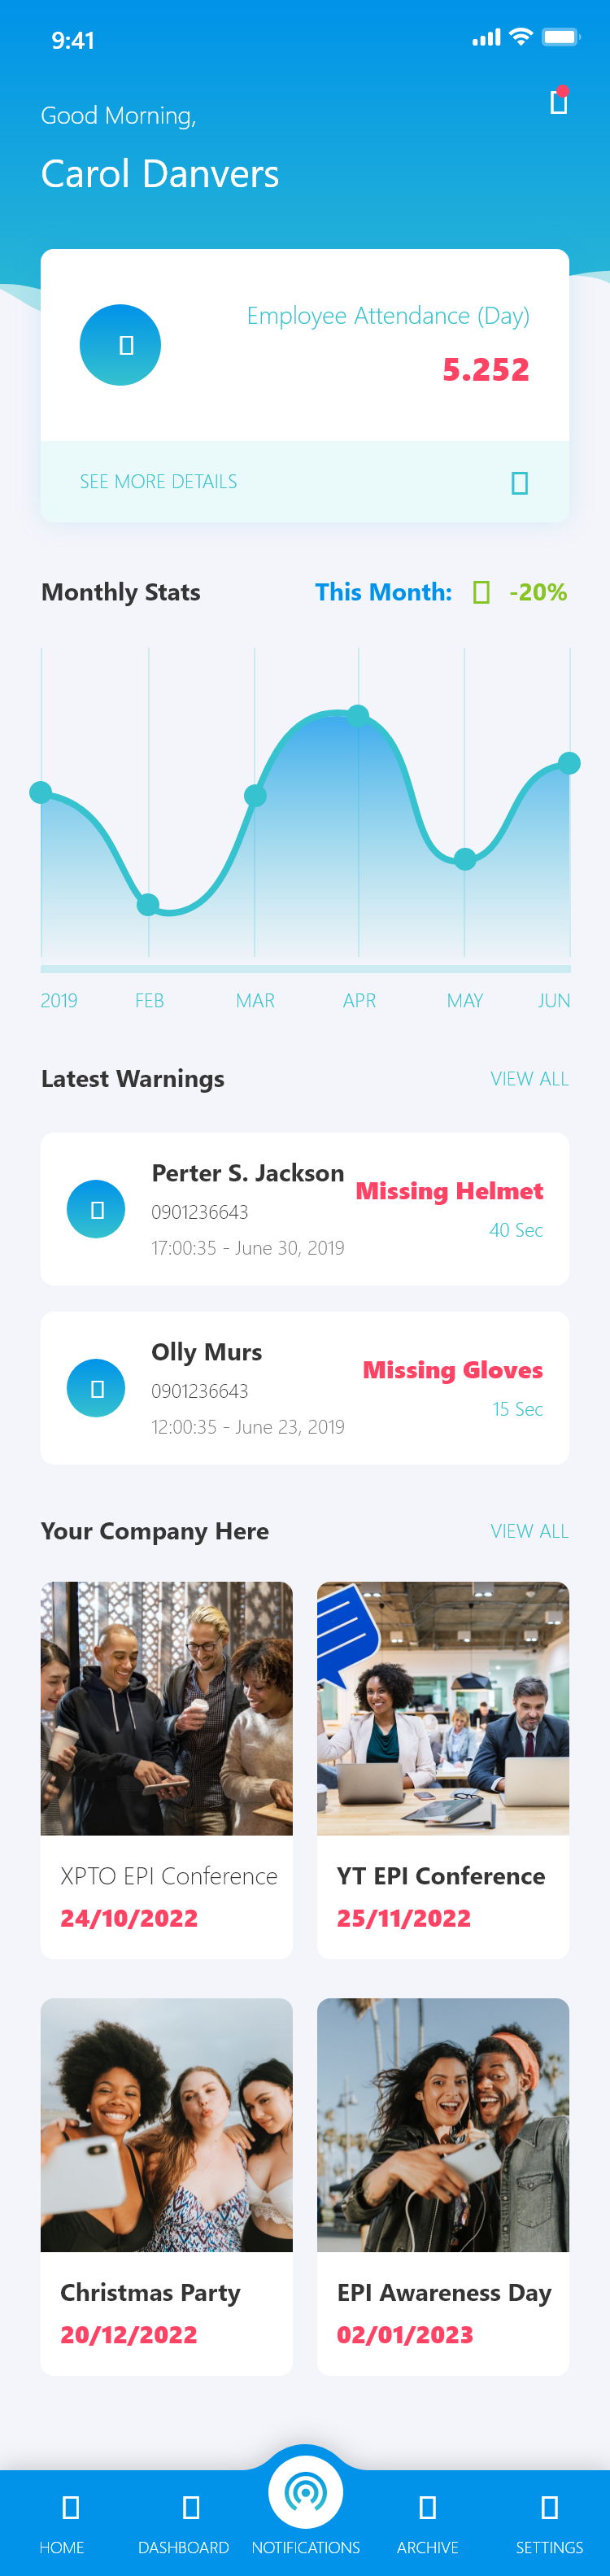 9:41
Good Morning,
Carol Danvers
Employee Attendance (Day)
5.252
SEE MORE DETAILS
Monthly Stats
This Month: -20%
2019 FEB MAR APR MAY JUN
Latest Warnings
VIEW ALL
Perter S. Jackson
0901236643
17:00:35 - June 30, 2019
Missing Helmet
40 Sec
Olly Murs
0901236643
12:00:35 - June 23, 2019
Missing Gloves
15 Sec
Your Company Here
VIEW ALL
XPTO EPI Conference
24/10/2022
YT EPI Conference
25/11/2022
Christmas Party
20/12/2022
EPI Awareness Day
02/01/2023
HOME DASHBOARD NOTIFICATIONS ARCHIVE SETTINGS